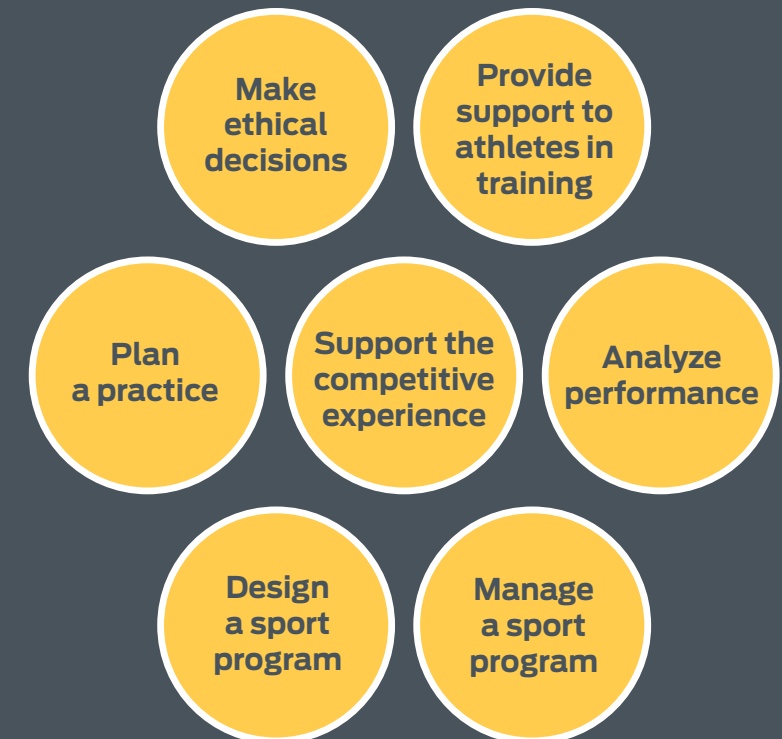 Make
ethical
decisions
Provide
support to
athletes in
training
Plan
a practice
Support the
competitive
experience
Analyze
performance
Design
a sport
program
Manage
a sport
program